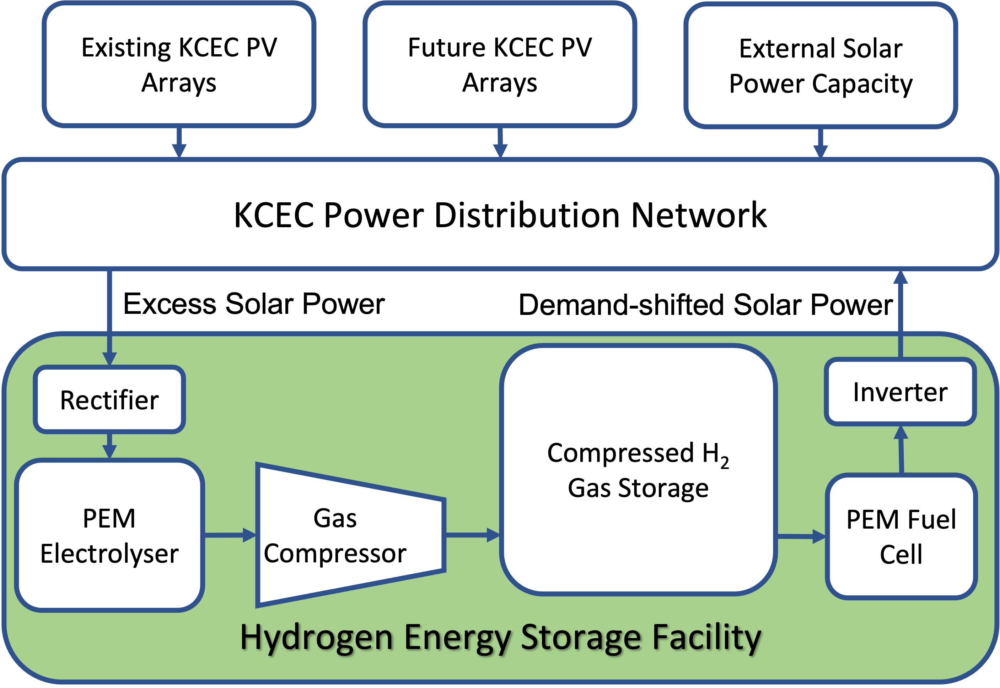 Existing KCEC PV
Arrays
Future KCEC PV
Arrays
External Solar
Power Capacity
KCEC Power Distribution Network
Excess Solar Power
Demand-shifted Solar Power
Rectifier
Inverter
Compressed H₂
Gas Storage
PEM
Electrolyser
Gas
Compressor
PEM Fuel
Cell
Hydrogen Energy Storage Facility